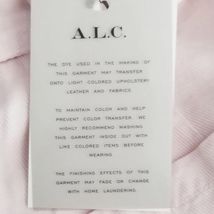 A.L.C.
THE DYE USED IN THE MAKING OF
THIS GARMENT MAY TRANSFER
ONTO LIGHT COLORED UPHOLSTERY
LEATHER AND FABRICS.
TO MAINTAIN COLOR AND HELP
PREVENT COLOR TRANSFER, WE
HIGHLY RECOMMEND WASHING
THIS GARMENT INSIDE OUT WITH
LIKE COLORED ITEMS BEFORE
WEARING.
THE FINISHING EFFECTS OF THIS
GARMENT MAY FADE OR CHANGE
WITH HOME LAUNDERING.